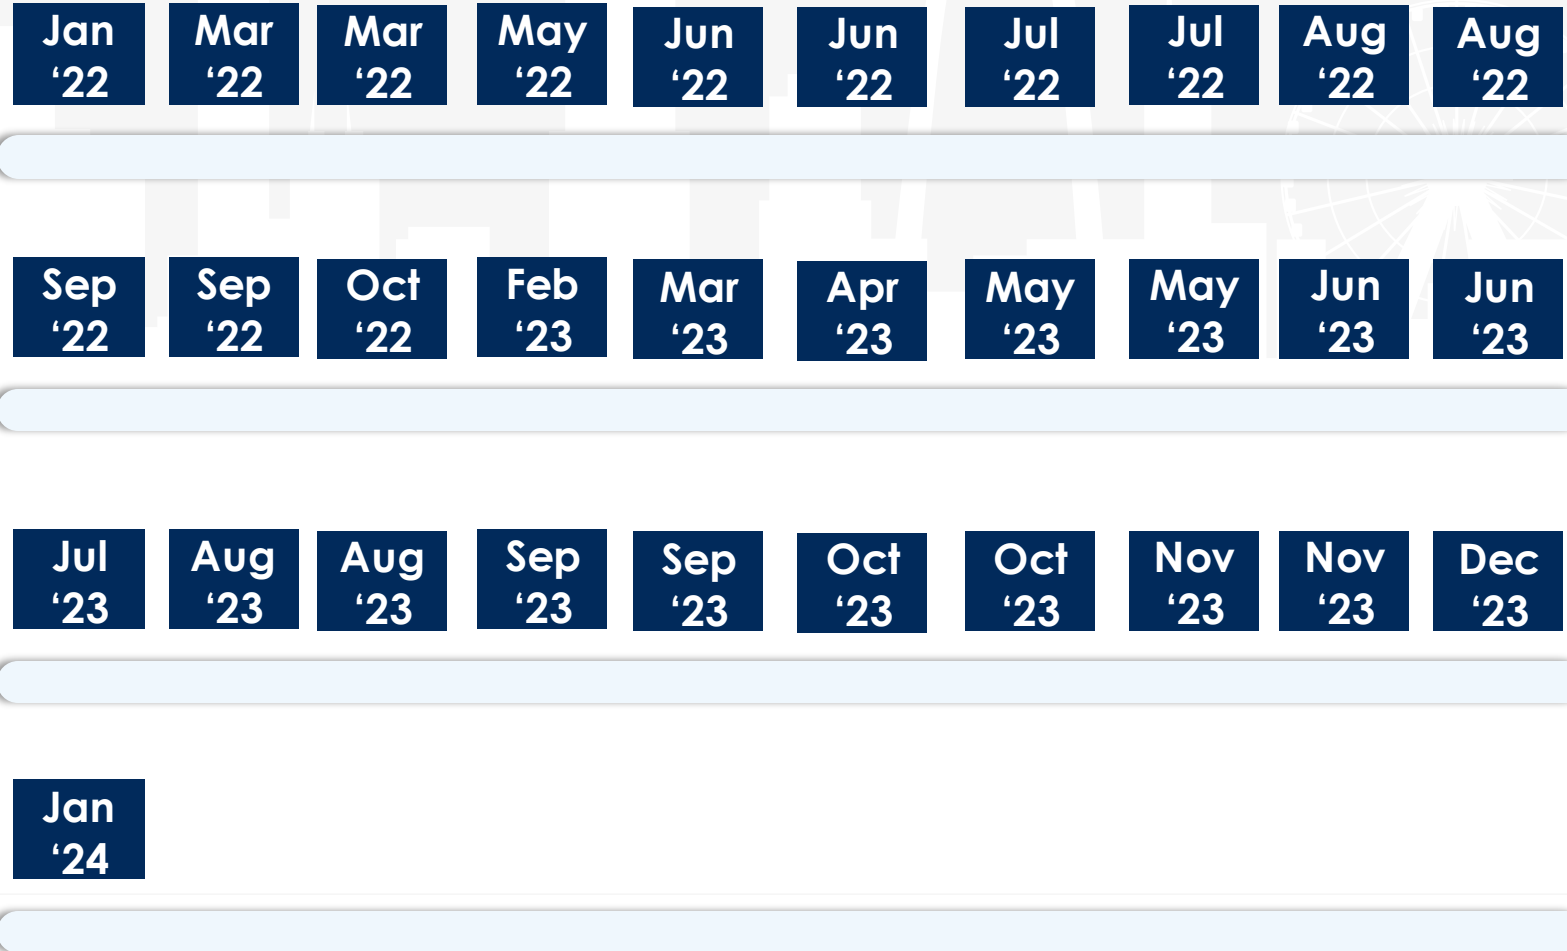 Jan
‘22
Mar
‘22
Mar
‘22
May
‘22
Jun
‘22
Jun
‘22
Jul
‘22
Jul
‘22
Aug
‘22
Aug
‘22
Sep
‘22
Sep
‘22
Oct
‘22
Feb
‘23
Mar
‘23
Apr
‘23
May
‘23
May
‘23
Jun
‘23
Jun
‘23
Jul
‘23
Aug
‘23
Aug
‘23
Sep
‘23
Sep
‘23
Oct
‘23
Oct
‘23
Nov
‘23
Nov
‘23
Dec
‘23
Jan
‘24